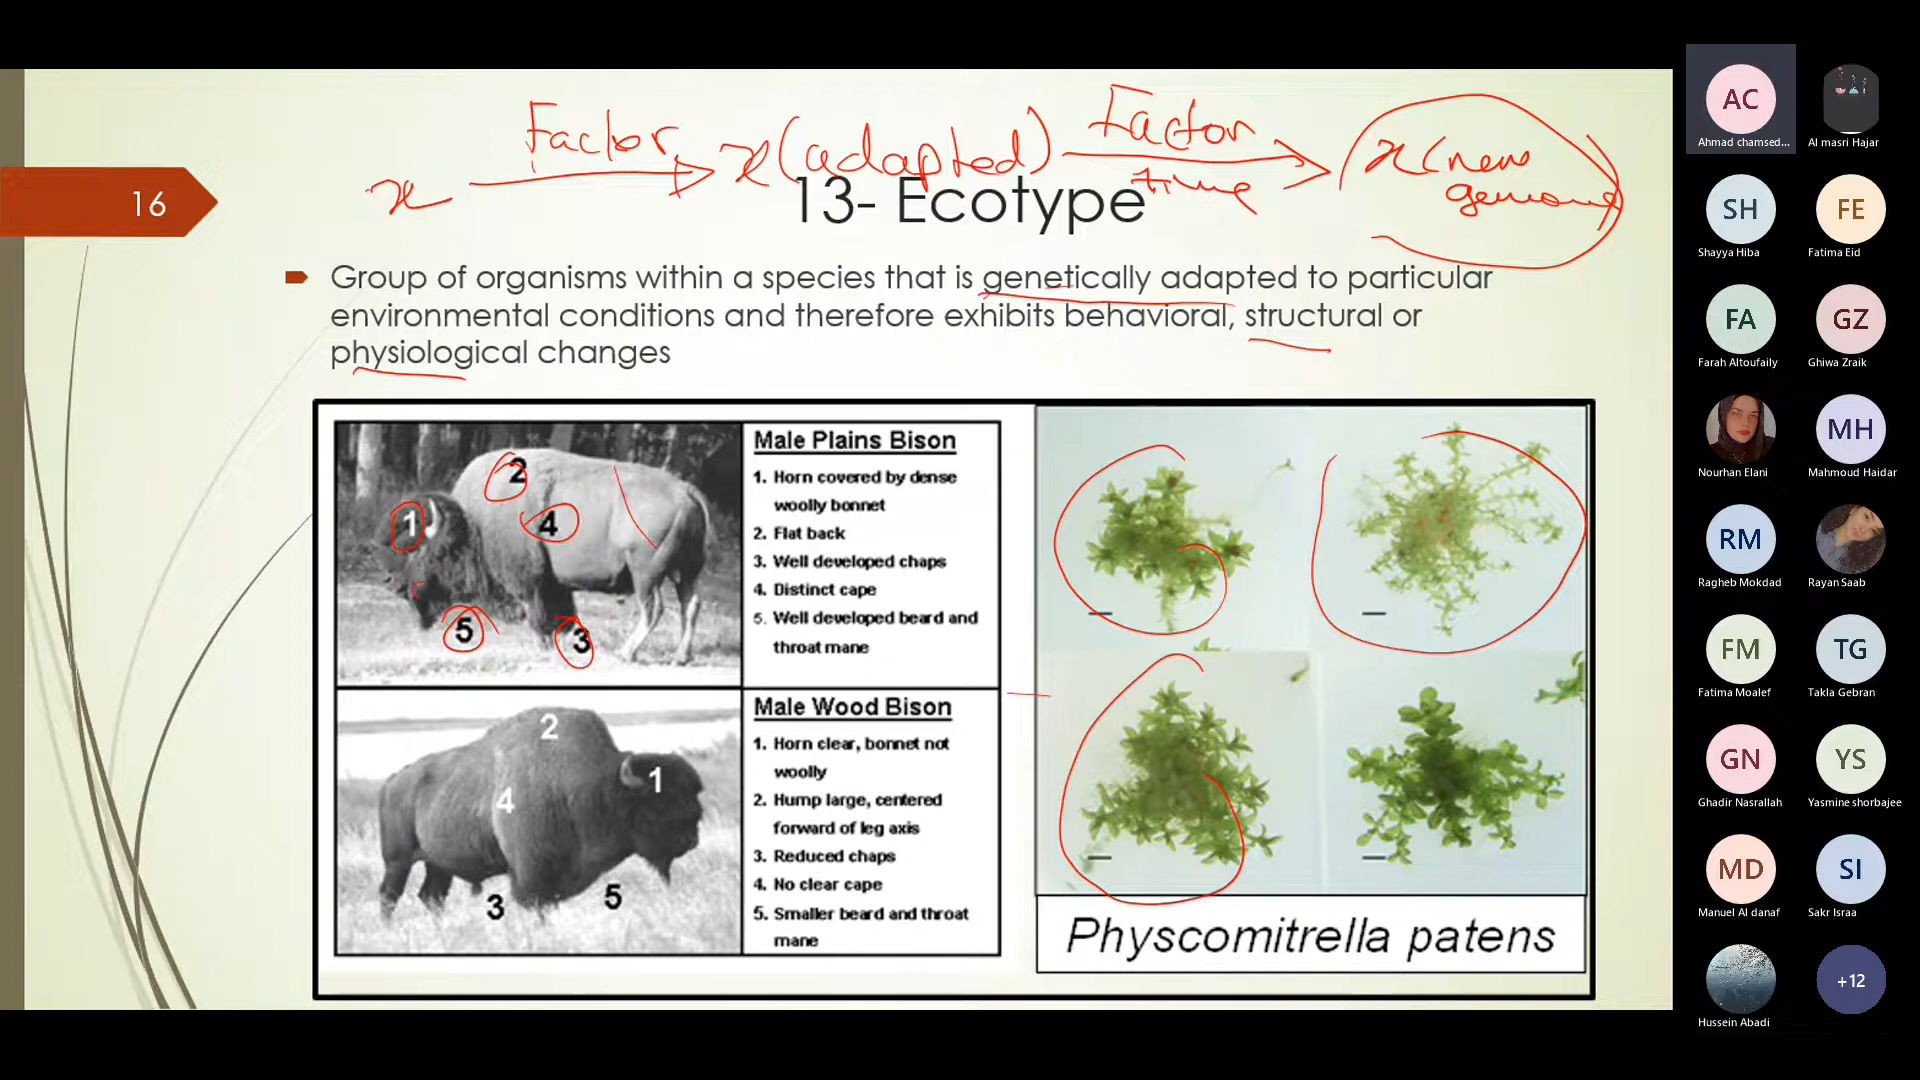 Factor
Factor
x
x (adapted)
time
x (new
genome)
16
13- Ecotype
Group of organisms within a species that is genetically adapted to particular
environmental conditions and therefore exhibits behavioral, structural or
physiological changes
1
2
4
5
3
Male Plains Bison
1. Horn covered by dense
woolly bonnet
2. Flat back
3. Well developed chaps
4. Distinct cape
5. Well developed beard and
throat mane
2
1
4
3
5
Male Wood Bison
1. Horn clear, bonnet not
woolly
2. Hump large, centered
forward of leg axis
3. Reduced chaps
4. No clear cape
5. Smaller beard and throat
mane
Physcomitrella patens
AC
Ahmad chamsed...
Al masri Hajar
SH
Shayya Hiba
FE
Fatima Eid
FA
Farah Altoufaily
GZ
Ghiwa Zraik
Nourhan Elani
MH
Mahmoud Haidar
RM
Ragheb Mokdad
Rayan Saab
FM
Fatima Moalef
TG
Takla Gebran
GN
Ghadir Nasrallah
YS
Yasmine shorbajee
MD
Manuel Al danaf
SI
Sakr Israa
Hussein Abadi
+12